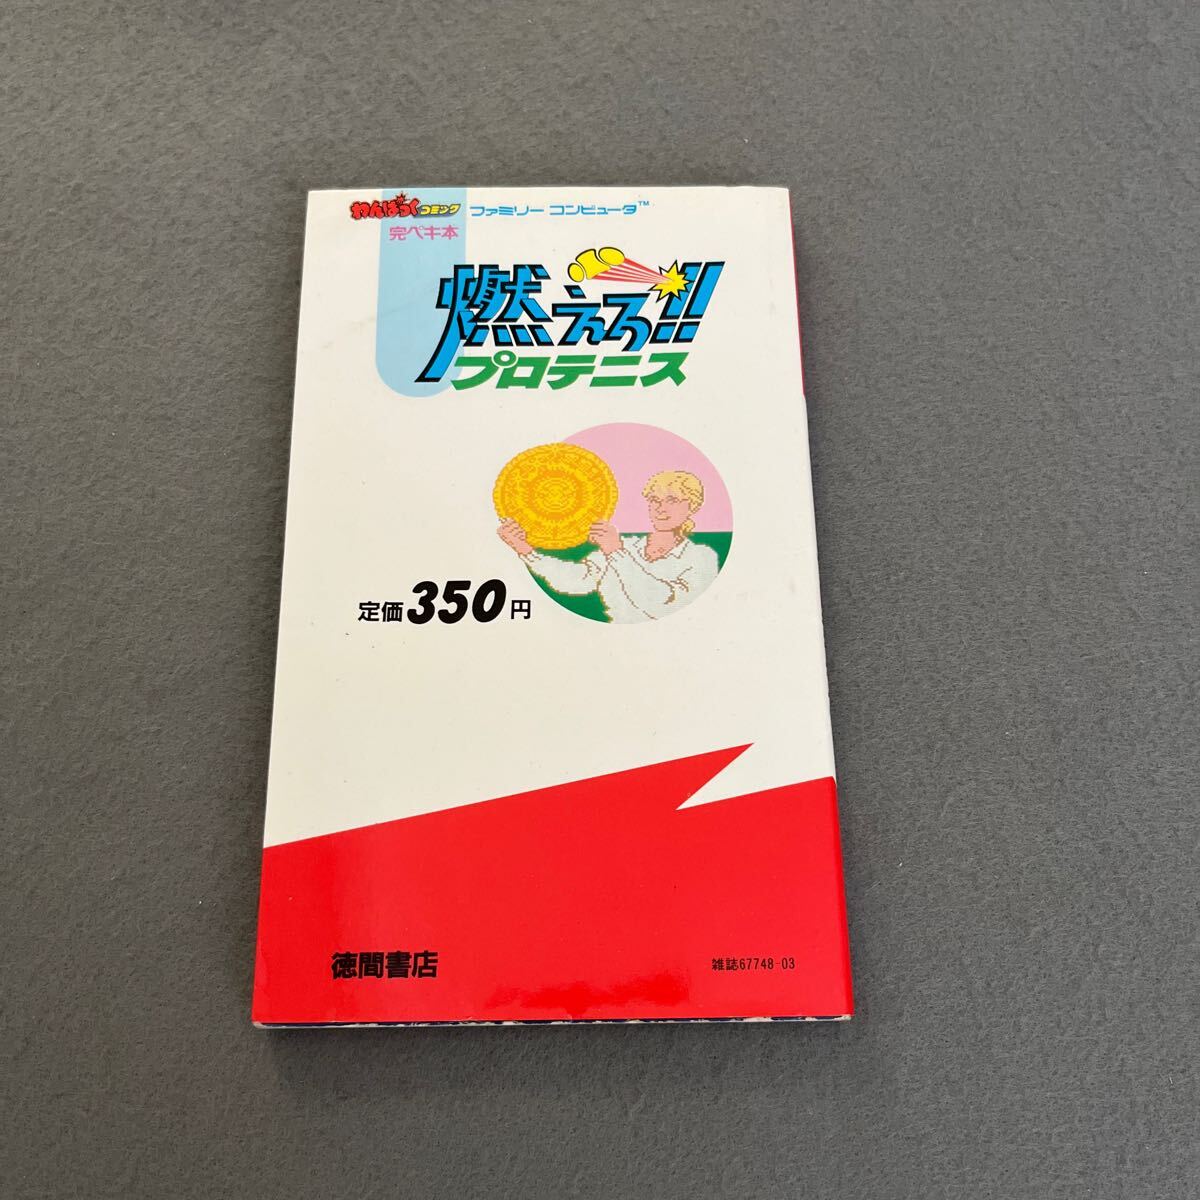 わんぱっくコミック ファミリー コンピュータ™
完ペキ本
燃えろ!!
プロテニス
定価350円
徳間書店
雑誌67748-03